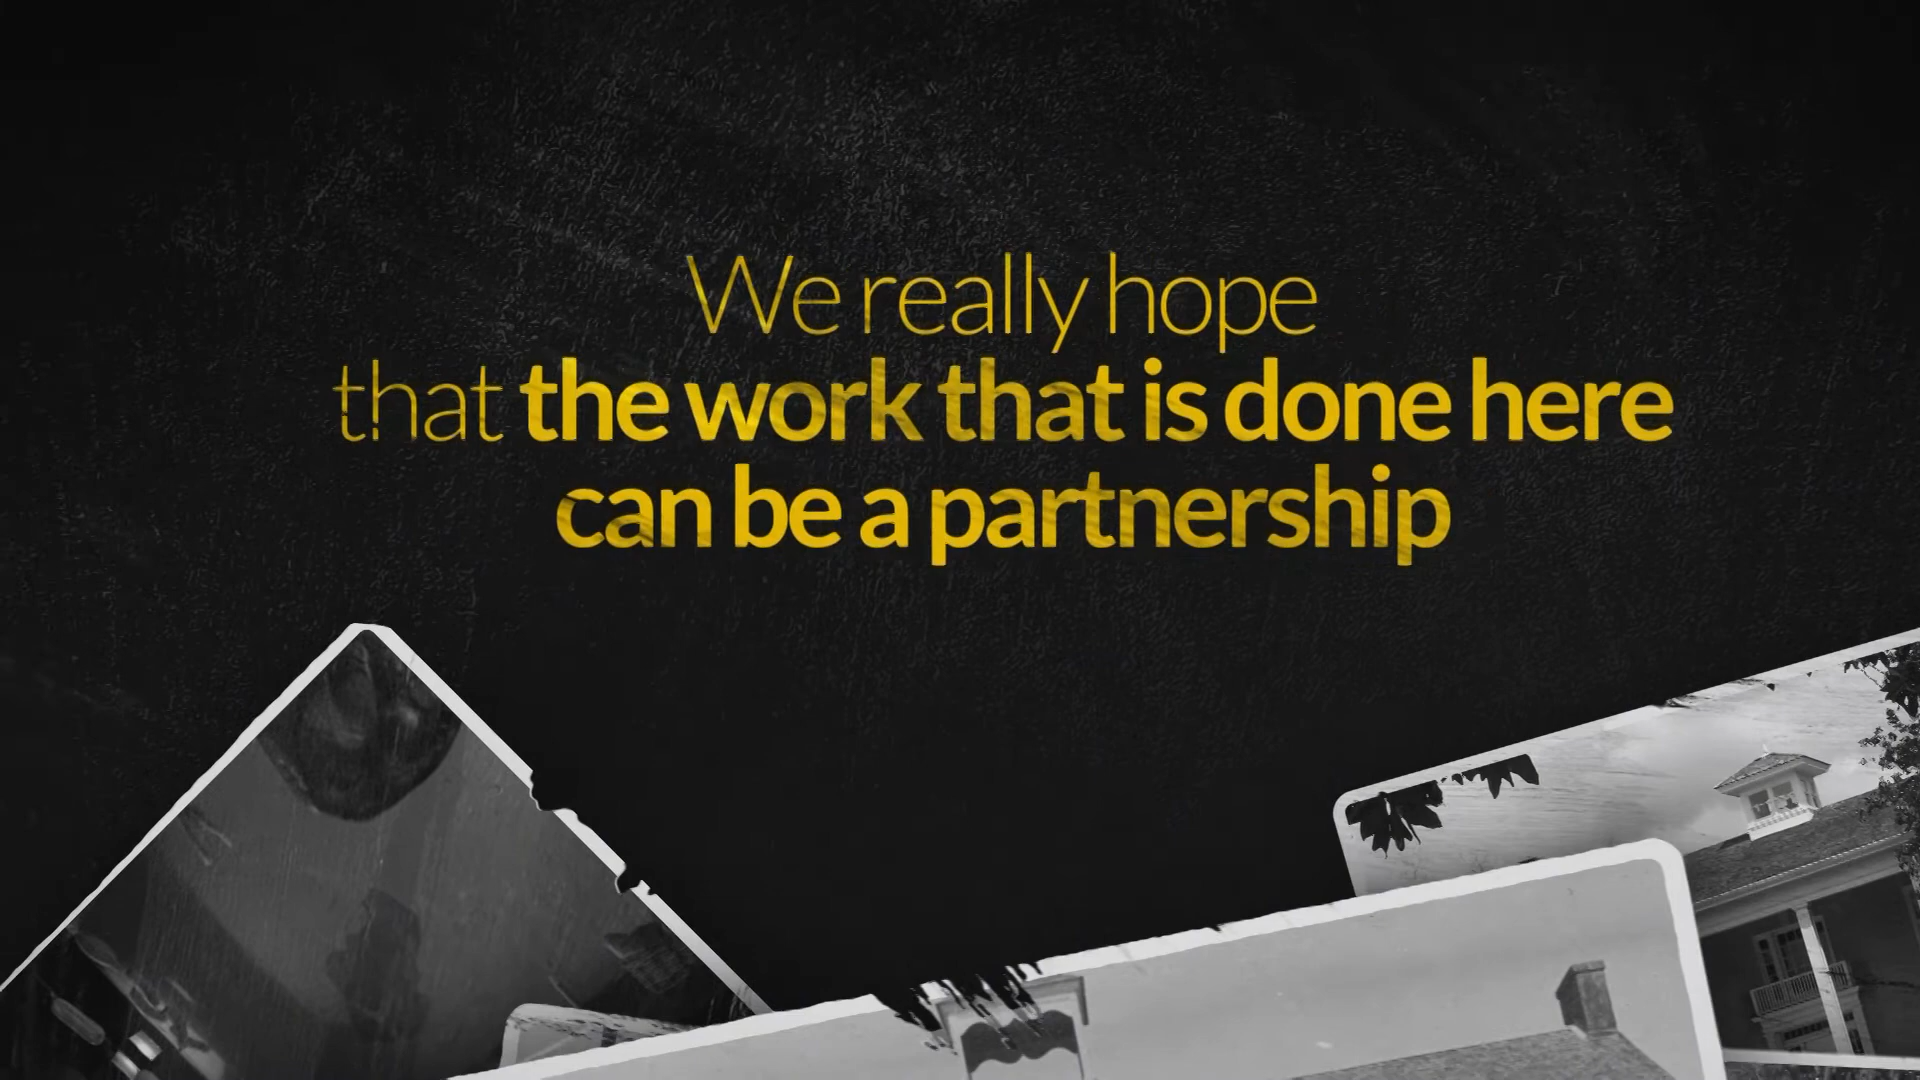 We really hope
that the work that is done here
can be a partnership